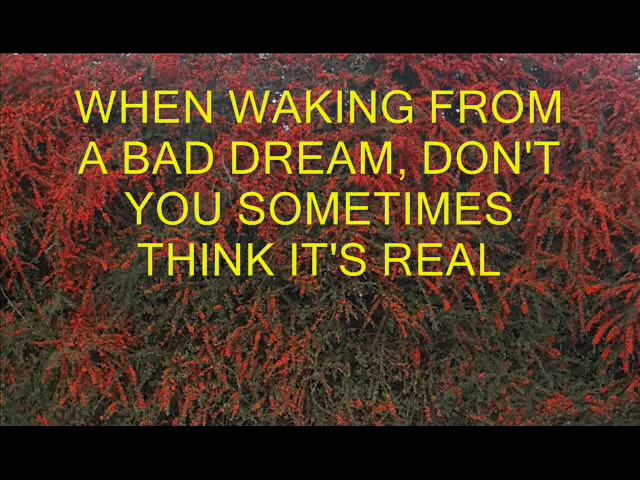 WHEN WAKING FROM
A BAD DREAM, DON'T
YOU SOMETIMES
THINK IT'S REAL